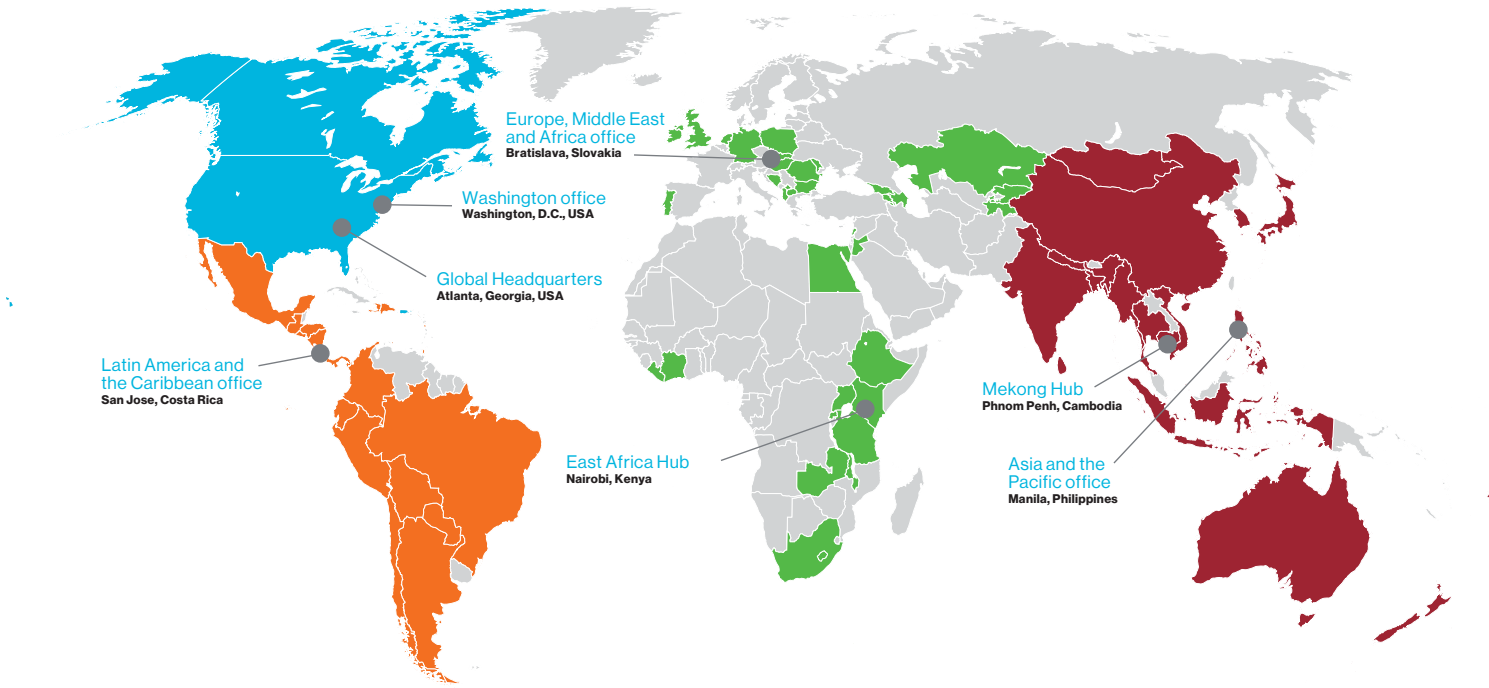 Europe, Middle East
and Africa office
Bratislava, Slovakia
Washington office
Washington, D.C., USA
Global Headquarters
Atlanta, Georgia, USA
Latin America and
the Caribbean office
San Jose, Costa Rica
Mekong Hub
Phnom Penh, Cambodia
East Africa Hub
Nairobi, Kenya
Asia and the
Pacific office
Manila, Philippines